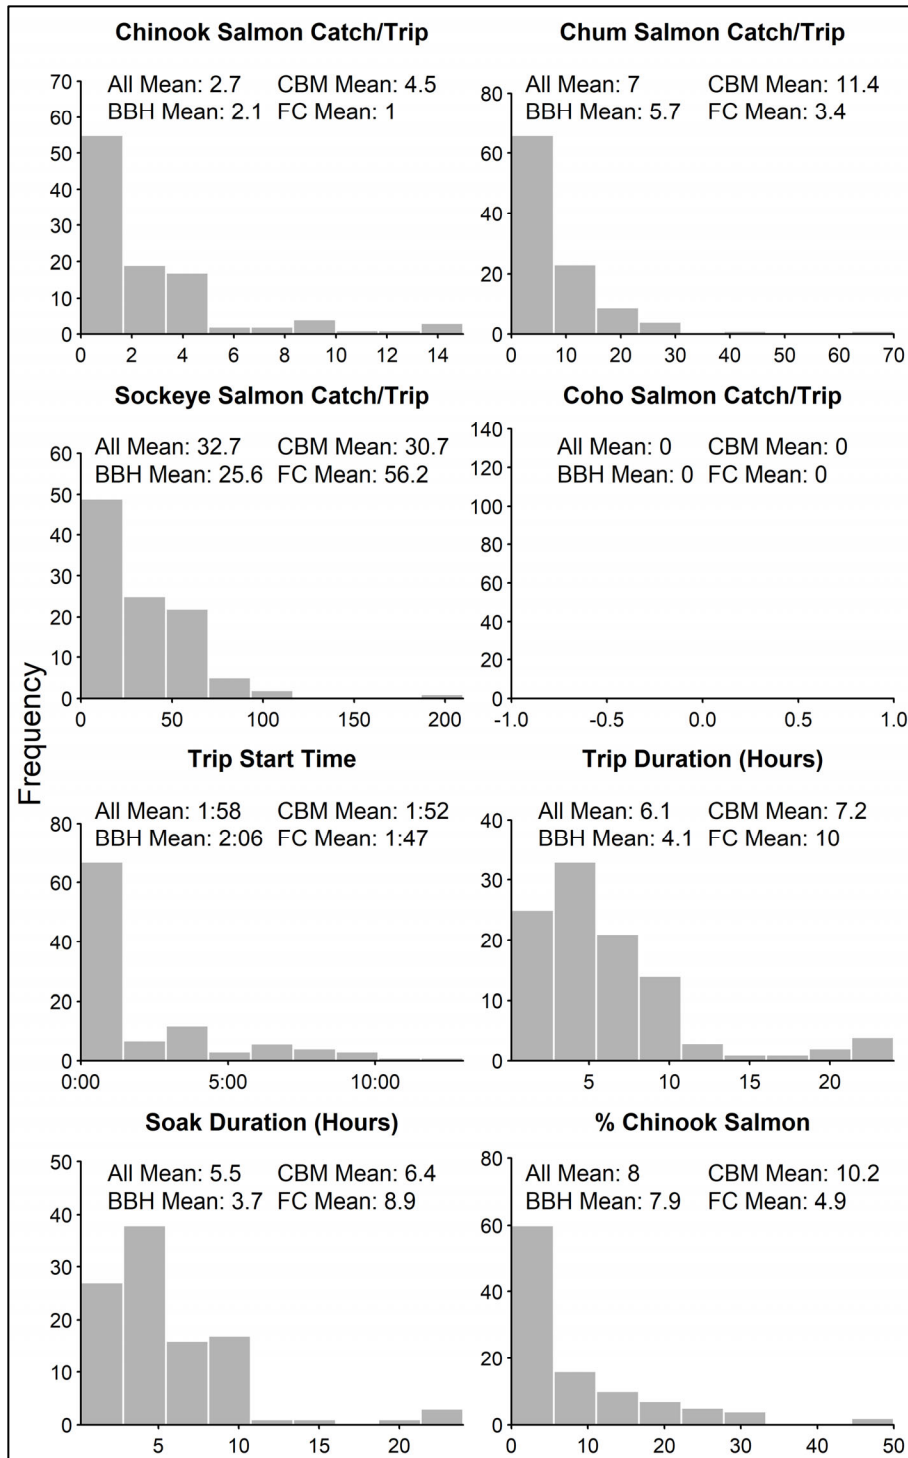 Chinook Salmon Catch/Trip
All Mean: 2.7 CBM Mean: 4.5
BBH Mean: 2.1 FC Mean: 1
70
60
50
40
30
20
10
0
0 2 4 6 8 10 12 14
Chum Salmon Catch/Trip
All Mean: 7 CBM Mean: 11.4
BBH Mean: 5.7 FC Mean: 3.4
80
60
40
20
0
0 10 20 30 40 50 60 70
Sockeye Salmon Catch/Trip
All Mean: 32.7 CBM Mean: 30.7
BBH Mean: 25.6 FC Mean: 56.2
60
50
40
30
20
10
0
0 50 100 150 200
Coho Salmon Catch/Trip
All Mean: 0 CBM Mean: 0
BBH Mean: 0 FC Mean: 0
140
120
100
80
60
40
20
0
-1.0 -0.5 0.0 0.5 1.0
Frequency
Trip Start Time
All Mean: 1:58 CBM Mean: 1:52
BBH Mean: 2:06 FC Mean: 1:47
80
60
40
20
0
0:00 5:00 10:00
Trip Duration (Hours)
All Mean: 6.1 CBM Mean: 7.2
BBH Mean: 4.1 FC Mean: 10
40
30
20
10
0
5 10 15 20
Soak Duration (Hours)
All Mean: 5.5 CBM Mean: 6.4
BBH Mean: 3.7 FC Mean: 8.9
50
40
30
20
10
0
5 10 15 20
% Chinook Salmon
All Mean: 8 CBM Mean: 10.2
BBH Mean: 7.9 FC Mean: 4.9
80
60
40
20
0
0 10 20 30 40 50